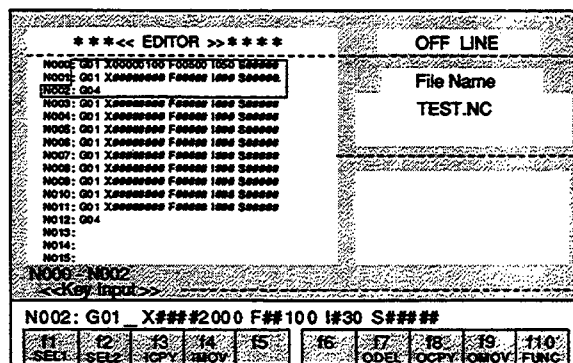 ***<< EDITOR >>****
OFF LINE
N000: G01 X00000100 F00500 I050 S#####
N001: G01 X######## F##### I### S#####
N002: G04
N003: G01 X######## F##### I### S#####
N004: G01 X######## F##### I### S#####
N005: G01 X######## F##### I### S#####
N006: G01 X######## F##### I### S#####
N007: G01 X######## F##### I### S#####
N008: G01 X######## F##### I### S#####
N009: G01 X######## F##### I### S#####
N010: G01 X######## F##### I### S#####
N011: G01 X######## F##### I### S#####
N012: G04
N013:
N014:
N015:
File Name
TEST.NC
N000 - N002
<<Key Input>>
N002: G01_X####2000 F##100 I#30 S#####
f1 f2 f3 f4 f5 f6 f7 f8 f9 f10
SEL1 SEL2 ICPY IMOV ODEL OCPY OMOV FUNC